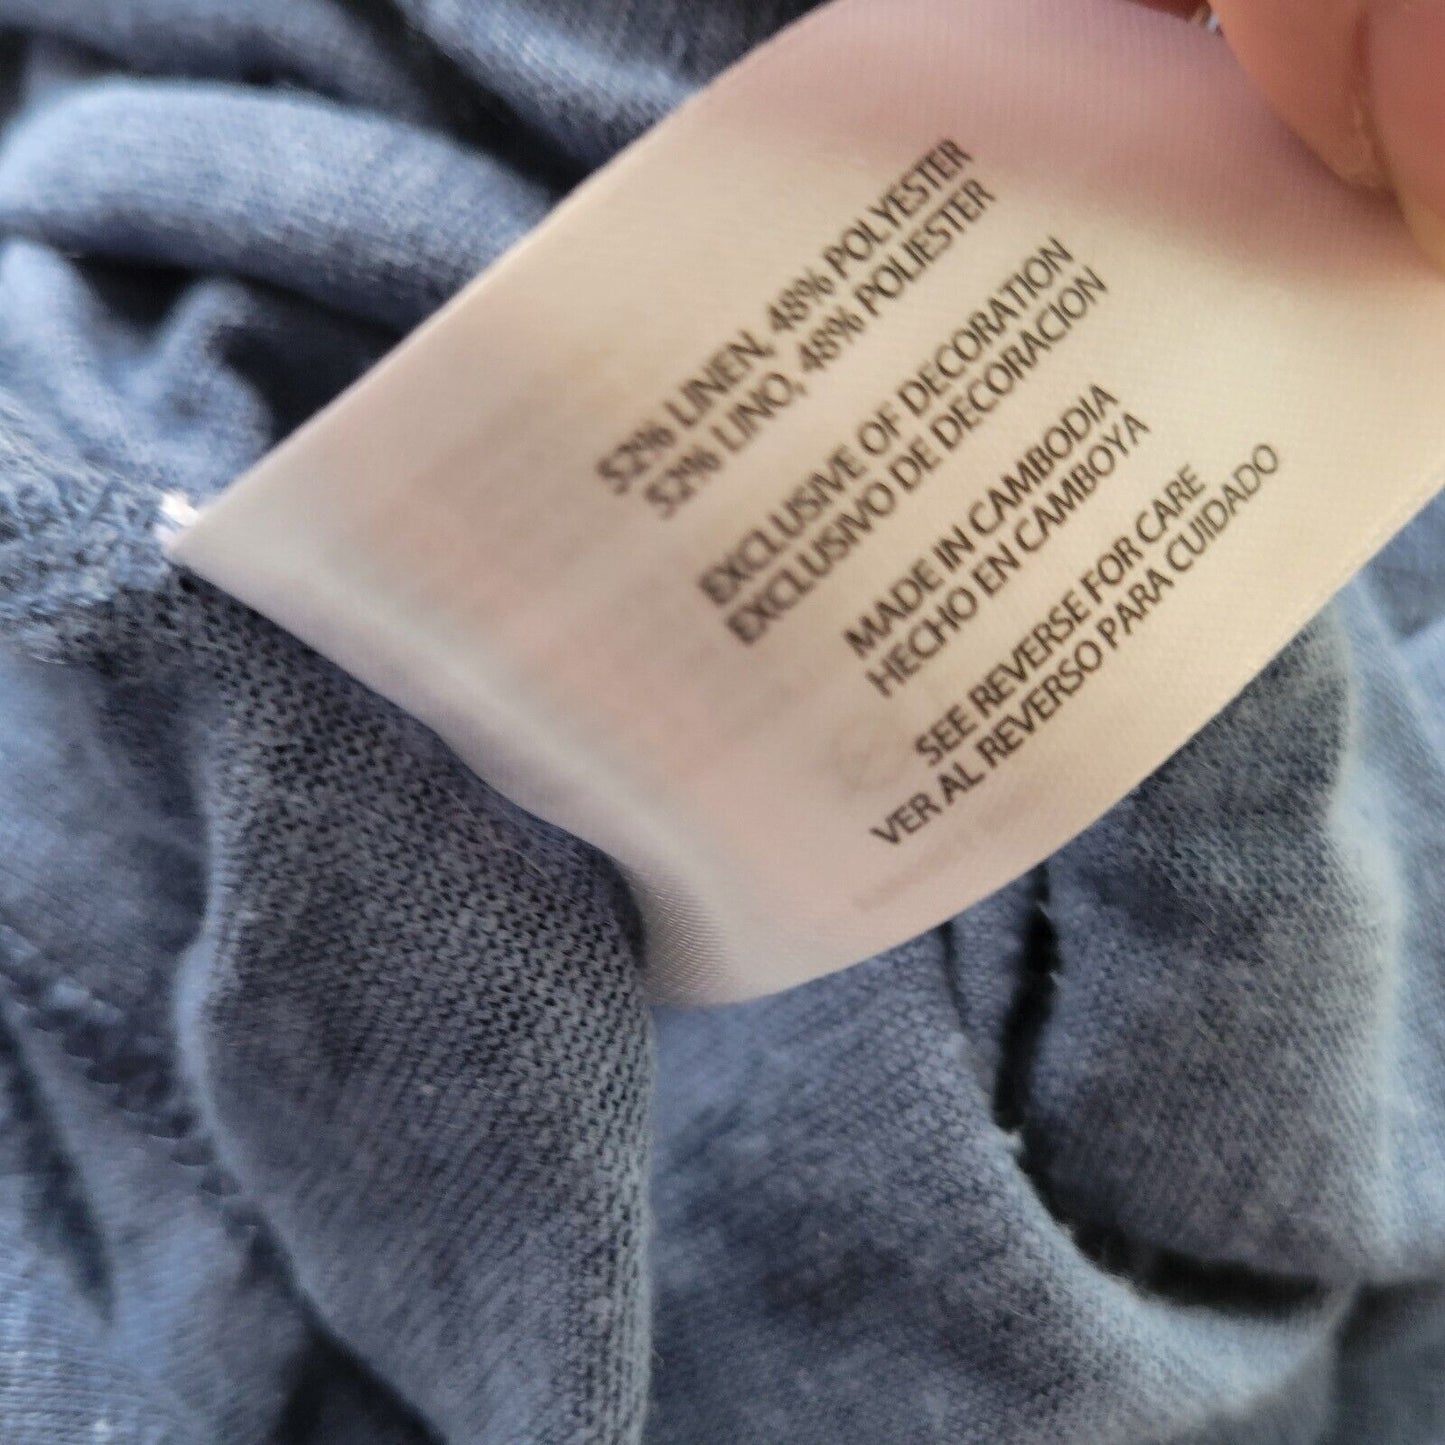 52% LINEN, 48% POLYESTER
52% LINO, 48% POLIESTER
EXCLUSIVE OF DECORATION
EXCLUSIVO DE DECORACION
MADE IN CAMBODIA
HECHO EN CAMBOYA
SEE REVERSE FOR CARE
VER AL REVERSO PARA CUIDADO